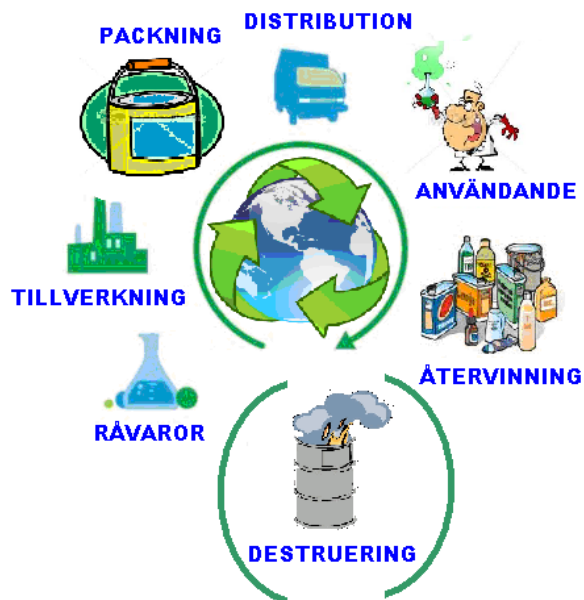 DISTRIBUTION
PACKNING
ANVÄNDANDE
TILLVERKNING
ÅTERVINNING
RÅVAROR
DESTRUERING